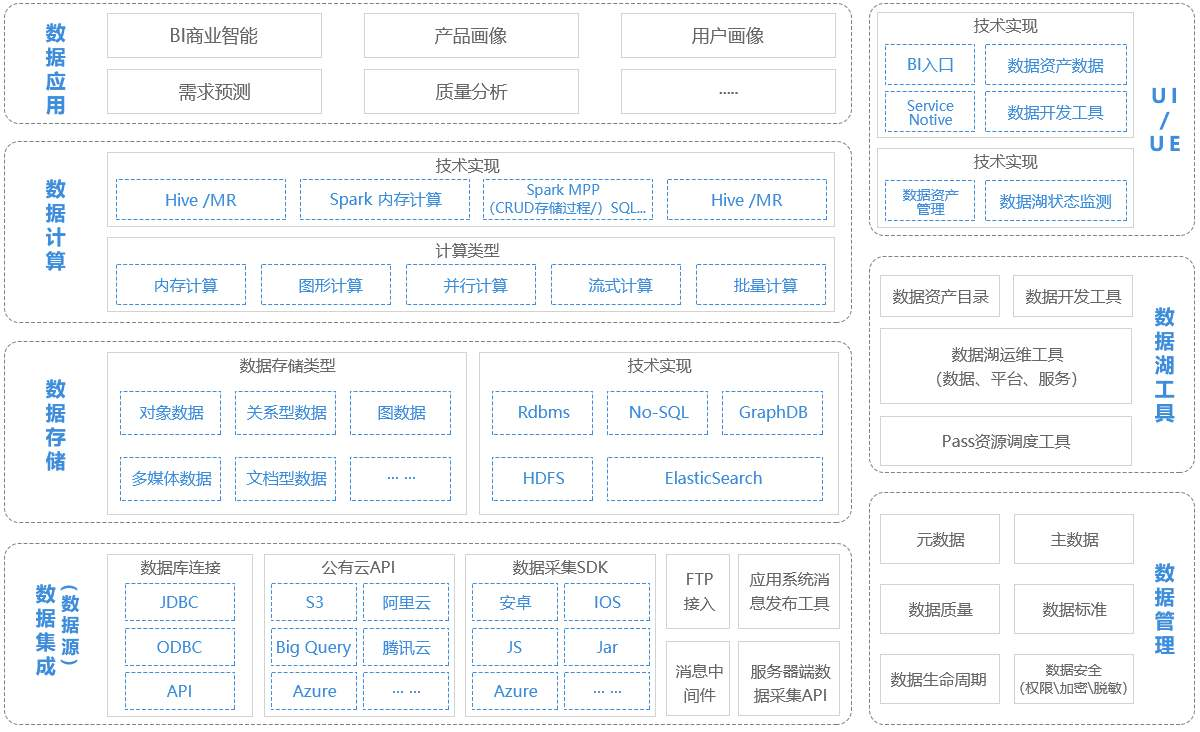 数据应用
BI商业智能
产品画像
用户画像
需求预测
质量分析
.....
数据计算
技术实现
Hive /MR
Spark 内存计算
Spark MPP
（CRUD存储过程/）SQL...
Hive /MR
计算类型
内存计算
图形计算
并行计算
流式计算
批量计算
数据存储
数据存储类型
对象数据
关系型数据
图数据
多媒体数据
文档型数据
... ...
技术实现
Rdbms
No-SQL
GraphDB
HDFS
ElasticSearch
数据集成
(数据源)
数据库连接
JDBC
ODBC
API
公有云API
S3
阿里云
Big Query
腾讯云
Azure
... ...
数据采集SDK
安卓
IOS
JS
Jar
Azure
... ...
FTP
接入
应用系统消
息发布工具
消息中
间件
服务器端数
据采集API
UI
/
UE
技术实现
BI入口
数据资产数据
Service
Notive
数据开发工具
技术实现
数据资产
管理
数据湖状态监测
数据湖工具
数据资产目录
数据开发工具
数据湖运维工具
（数据、平台、服务）
Pass资源调度工具
数据管理
元数据
主数据
数据质量
数据标准
数据生命周期
数据安全
(权限\加密\脱敏)